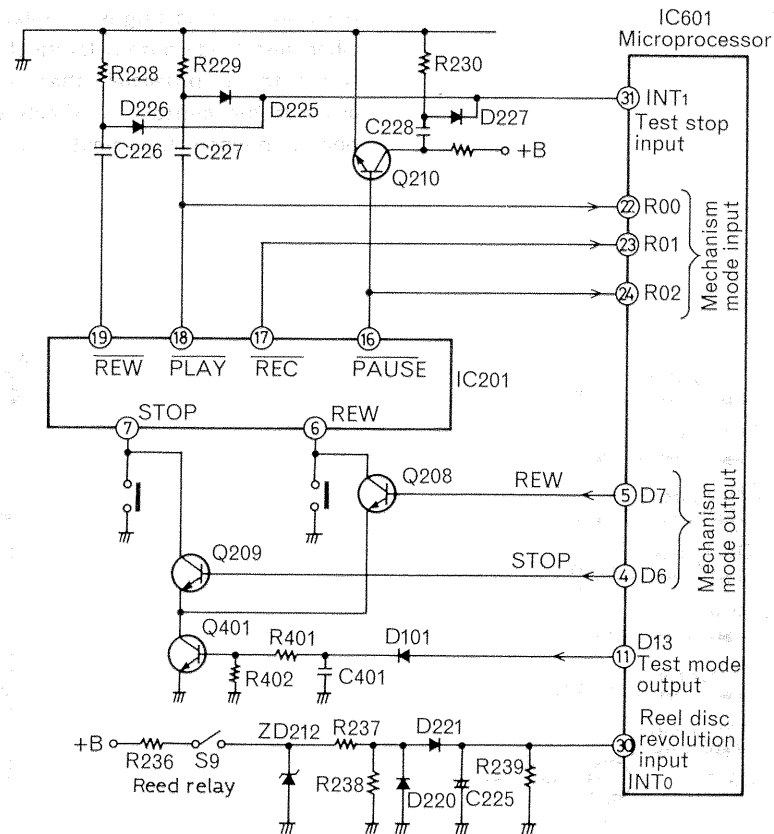 IC601
Microprocessor
R228
R229
R230
D226
D225
D227
31
INT1
Test stop
input
C226
C227
C228
+B
Q210
22
R00
23
R01
24
R02
Mechanism
mode input
19
18
17
16
REW
PLAY
REC
PAUSE
IC201
STOP
REW
7
6
Q208
REW
5
D7
Q209
STOP
4
D6
Mechanism
mode output
Q401
R401
D101
D13
11
Test mode
output
R402
C401
+B
R236
S9
Reed relay
ZD212
R237
D221
R238
D220
C225
R239
30
Reel disc
revolution
input
INT0